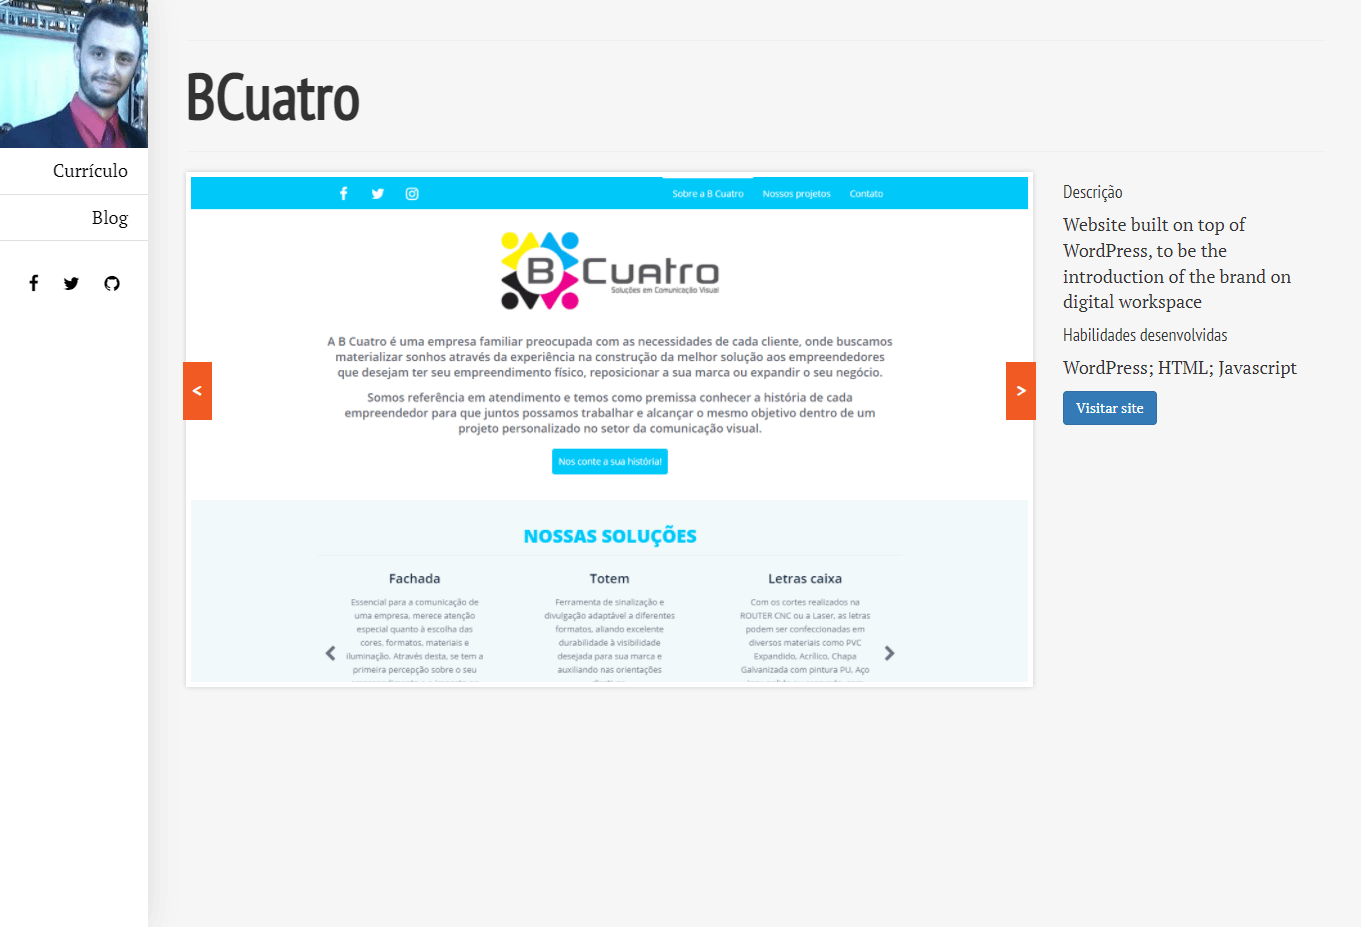 Currículo
Blog
BCuatro
Sobre a B Cuatro Nossos projetos Contato
B Cuatro
Soluções em Comunicação Visual
A B Cuatro é uma empresa familiar preocupada com as necessidades de cada cliente, onde buscamos
materializar sonhos através da experiência na construção da melhor solução aos empreendedores
que desejam ter seu empreendimento físico, reposicionar a sua marca ou expandir o seu negócio.
Somos referência em atendimento e temos como premissa conhecer a história de cada
empreendedor para que juntos possamos trabalhar e alcançar o mesmo objetivo dentro de um
projeto personalizado no setor da comunicação visual.
Nos conte a sua história!
NOSSAS SOLUÇÕES
Fachada
Essencial para a comunicação de
uma empresa, merece atenção
especial quanto à escolha das
cores, formatos, materiais e
iluminação. Através desta, se tem a
primeira percepção sobre o seu
Totem
Ferramenta de sinalização e
divulgação adaptável a diferentes
formatos, aliando excelente
durabilidade à visibilidade
desejada para sua marca e
auxiliando nas orientações
Letras caixa
Com os cortes realizados na
ROUTER CNC ou a Laser, as letras
podem ser confeccionadas em
diversos materiais como PVC
Expandido, Acrílico, Chapa
Galvanizada com pintura PU, Aço
<
>
Descrição
Website built on top of
WordPress, to be the
introduction of the brand on
digital workspace
Habilidades desenvolvidas
WordPress; HTML; Javascript
Visitar site